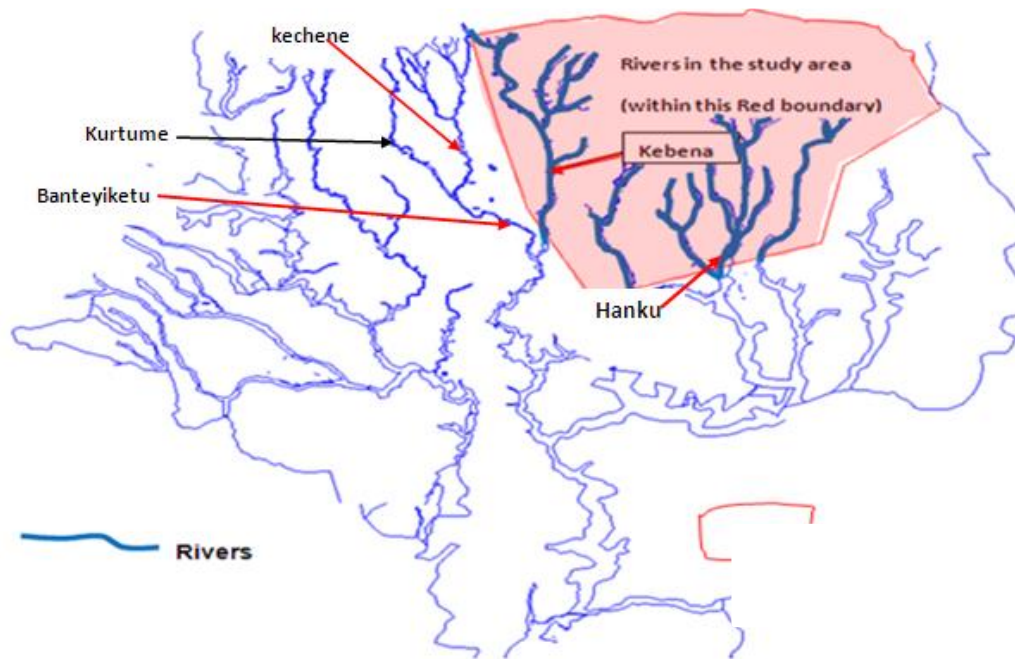 kechene
Rivers in the study area
(within this Red boundary)
Kurtume
Kebena
Banteyiketu
Hanku
Rivers